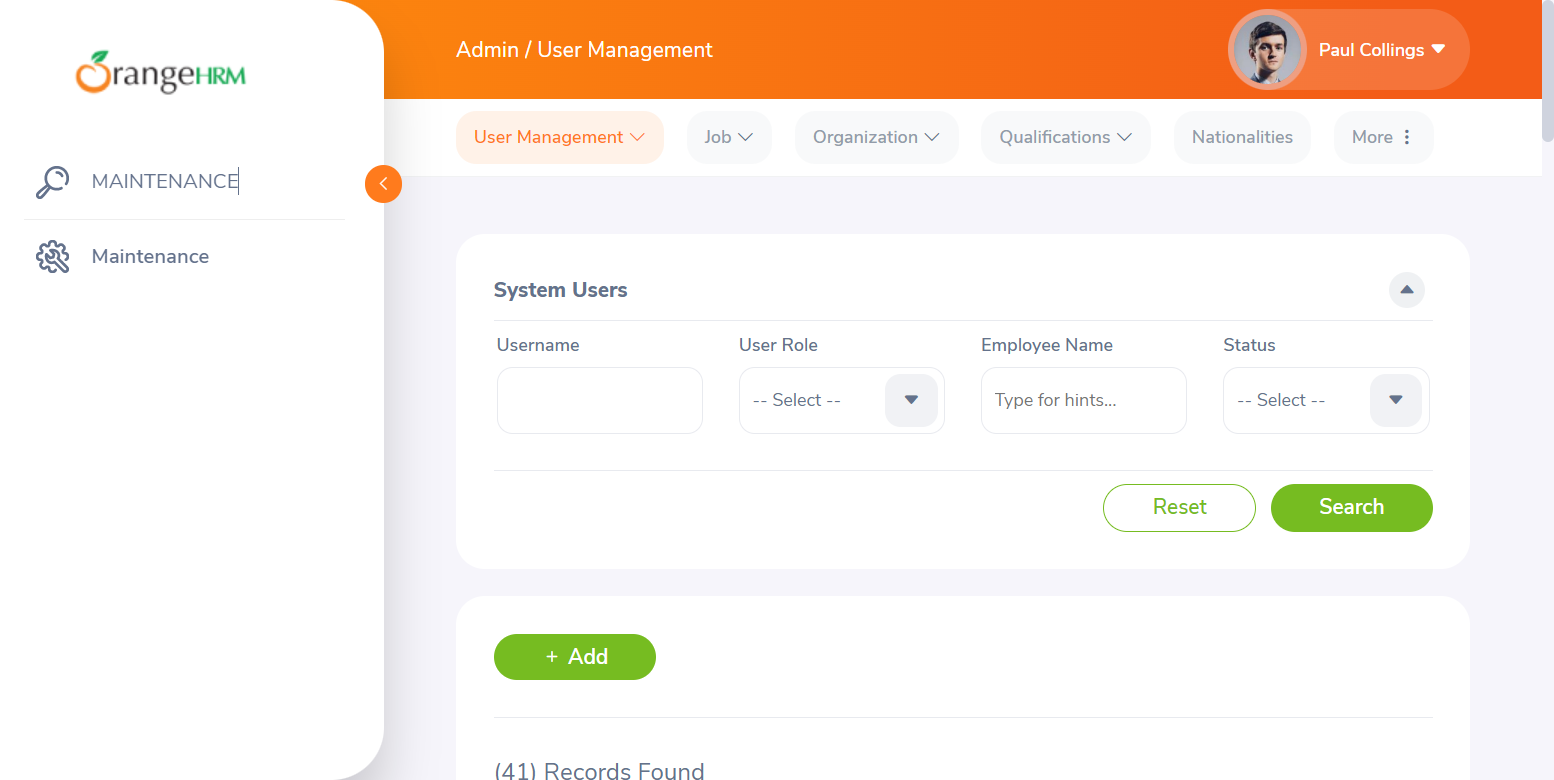 OrangeHRM
MAINTENANCE
Maintenance
Admin / User Management
Paul Collings
User Management
Job
Organization
Qualifications
Nationalities
More
System Users
Username
User Role
Employee Name
Status
-- Select --
Type for hints...
-- Select --
Reset
Search
+ Add
(41) Records Found